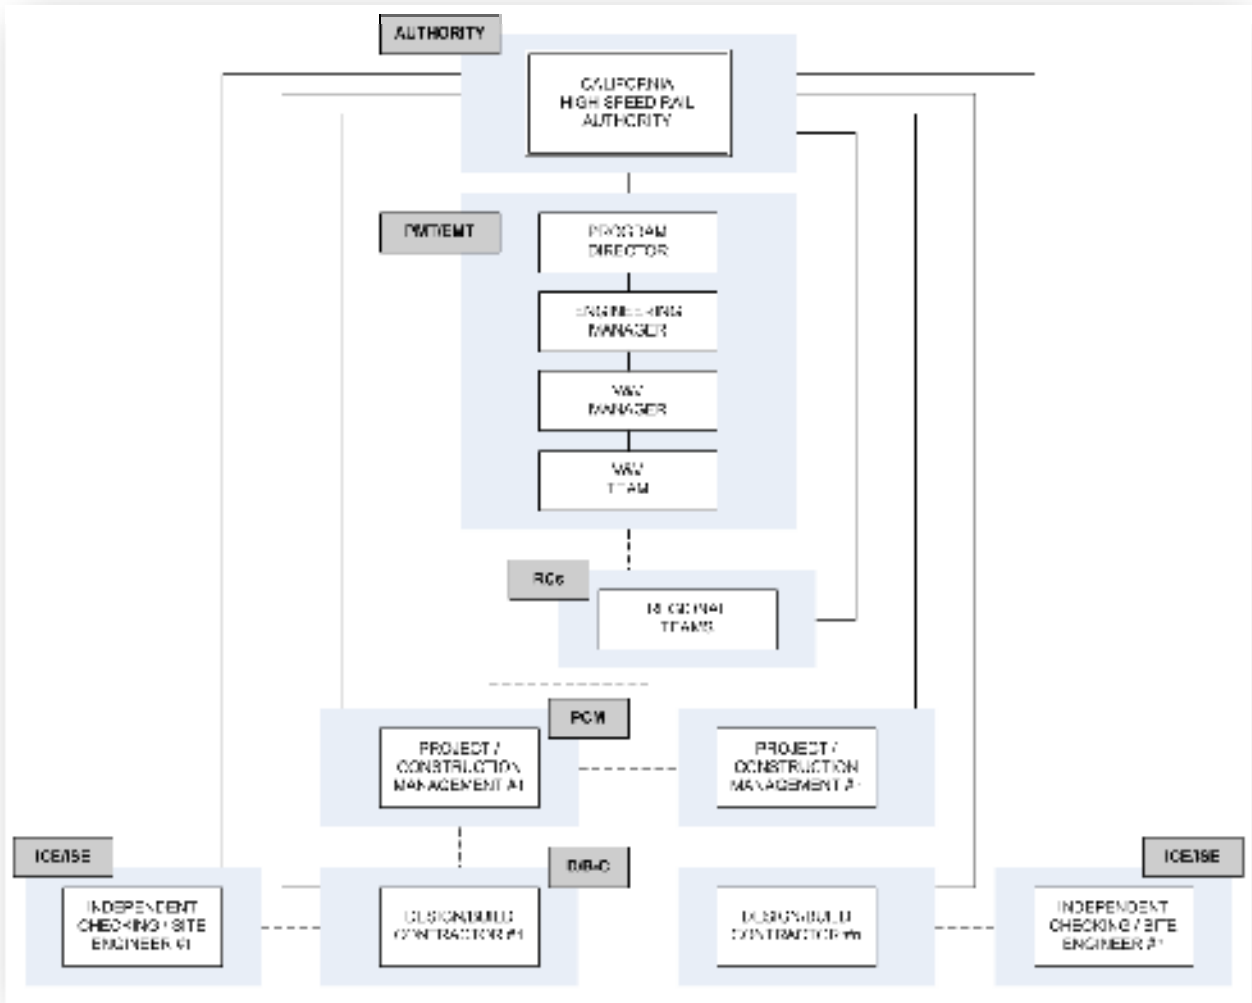 AUTHORITY
CALIFORNIA
HIGH SPEED RAIL
AUTHORITY
PMT/EMT
PROGRAM
DIRECTOR
ENGINEERING
MANAGER
V&V
MANAGER
V&V
TEAM
RCs
REGIONAL
TEAMS
PCM
PROJECT /
CONSTRUCTION
MANAGEMENT #1
PROJECT /
CONSTRUCTION
MANAGEMENT
ICE/ISE
D/B-C
ICE/ISE
INDEPENDENT
CHECKING / SITE
ENGINEER #1
DESIGN/BUILD
CONTRACTOR #1
DESIGN/BUILD
CONTRACTOR #n
INDEPENDENT
CHECKING / SITE
ENGINEER